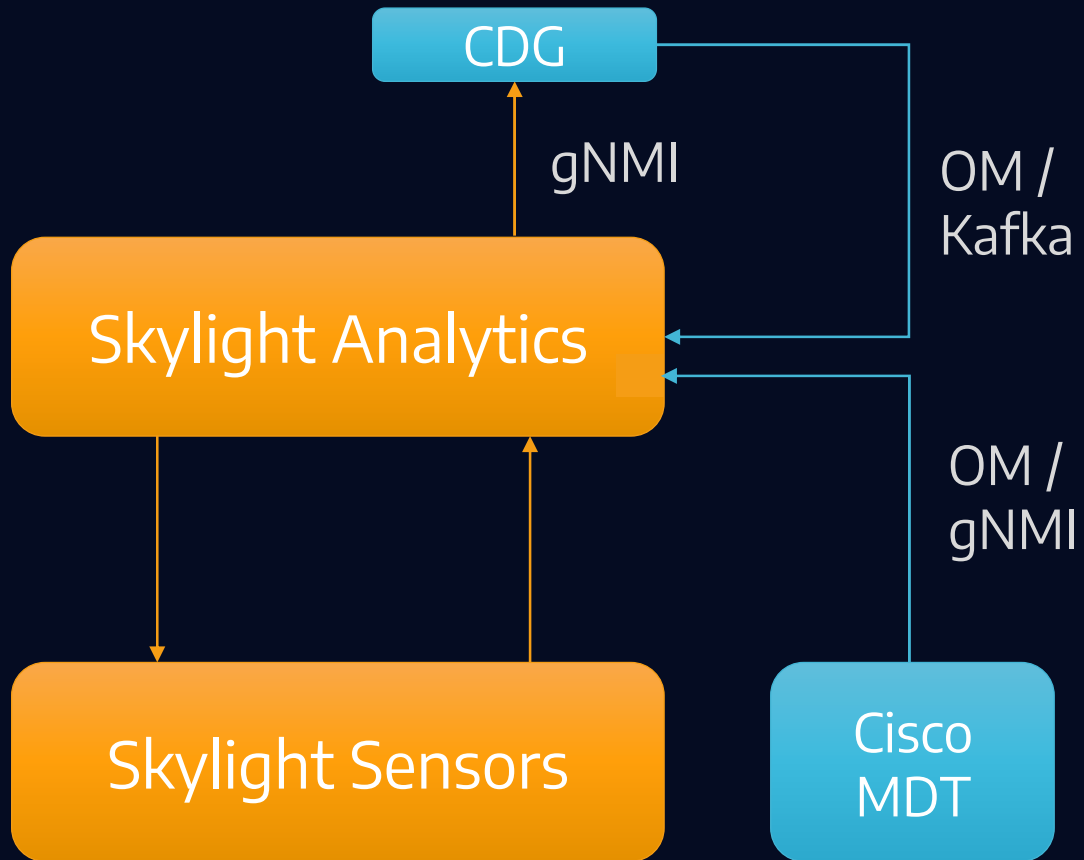 CDG
gNMI
OM /
Kafka
Skylight Analytics
OM /
gNMI
Skylight Sensors
Cisco
MDT